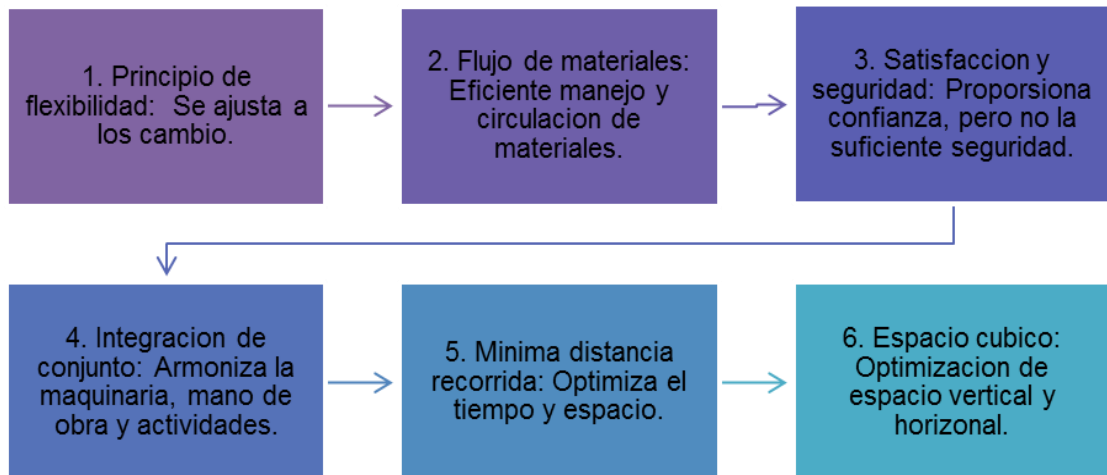 1. Principio de
flexibilidad: Se ajusta a
los cambio.
2. Flujo de materiales:
Eficiente manejo y
circulacion de
materiales.
3. Satisfaccion y
seguridad: Proporsiona
confianza, pero no la
suficiente seguridad.
4. Integracion de
conjunto: Armoniza la
maquinaria, mano de
obra y actividades.
5. Minima distancia
recorrida: Optimiza el
tiempo y espacio.
6. Espacio cubico:
Optimizacion de
espacio vertical y
horizonal.